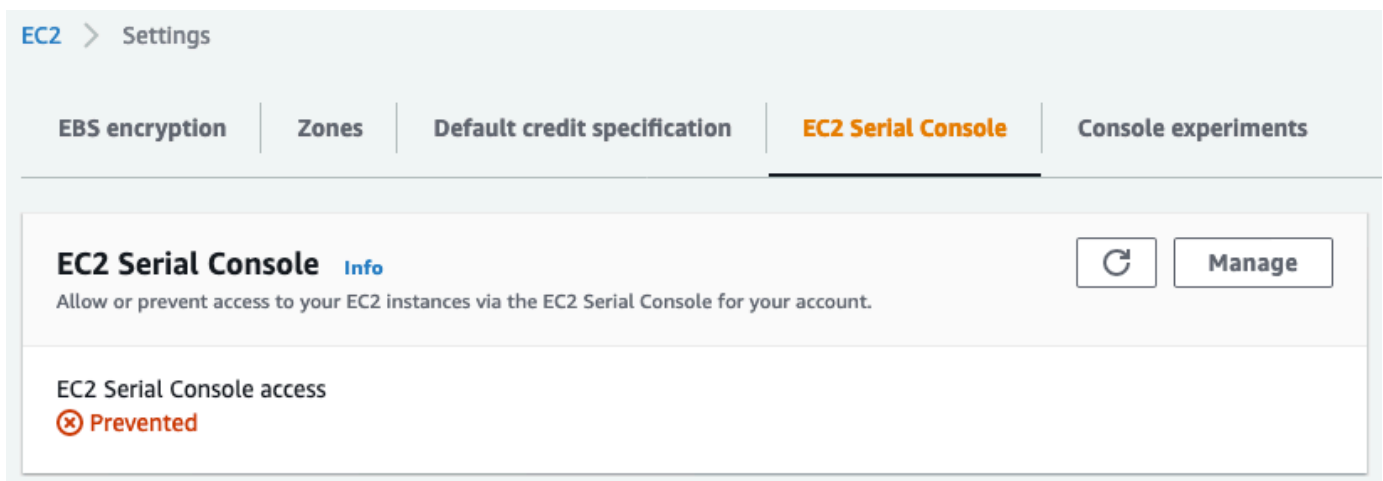 EC2 > Settings
EBS encryption Zones Default credit specification EC2 Serial Console Console experiments
EC2 Serial Console Info
Manage
Allow or prevent access to your EC2 instances via the EC2 Serial Console for your account.
EC2 Serial Console access
Prevented